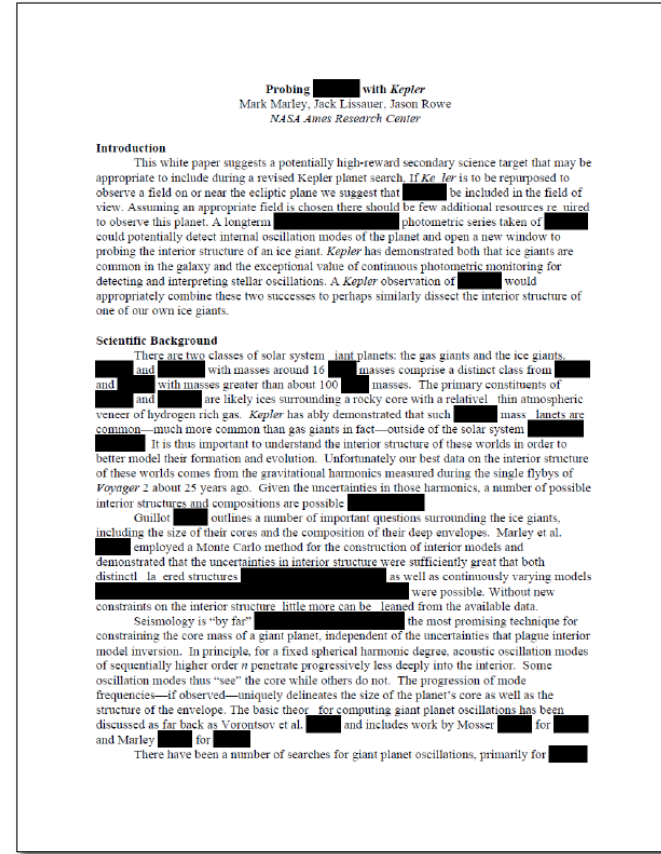 Probing with Kepler
Mark Marley, Jack Lissauer, Jason Rowe
NASA Ames Research Center
Introduction
This white paper suggests a potentially high-reward secondary science target that may be
appropriate to include during a revised Kepler planet search. If Ke ler is to be repurposed to
observe a field on or near the ecliptic plane we suggest that be included in the field of
view. Assuming an appropriate field is chosen there should be few additional resources re uired
to observe this planet. A longterm photometric series taken of
could potentially detect internal oscillation modes of the planet and open a new window to
probing the interior structure of an ice giant. Kepler has demonstrated both that ice giants are
common in the galaxy and the exceptional value of continuous photometric monitoring for
detecting and interpreting stellar oscillations. A Kepler observation of would
appropriately combine these two successes to perhaps similarly dissect the interior structure of
one of our own ice giants.
Scientific Background
There are two classes of solar system iant planets: the gas giants and the ice giants.
and with masses around 16 masses comprise a distinct class from
and with masses greater than about 100 masses. The primary constituents of
and are likely ices surrounding a rocky core with a relativel thin atmospheric
veneer of hydrogen rich gas. Kepler has ably demonstrated that such mass lanets are
common—much more common than gas giants in fact—outside of the solar system
It is thus important to understand the interior structure of these worlds in order to
better model their formation and evolution. Unfortunately our best data on the interior structure
of these worlds comes from the gravitational harmonics measured during the single flybys of
Voyager 2 about 25 years ago. Given the uncertainties in those harmonics, a number of possible
interior structures and compositions are possible
Guillot outlines a number of important questions surrounding the ice giants,
including the size of their cores and the composition of their deep envelopes. Marley et al.
employed a Monte Carlo method for the construction of interior models and
demonstrated that the uncertainties in interior structure were sufficiently great that both
distinctl la ered structures as well as continuously varying models
were possible. Without new
constraints on the interior structure little more can be leaned from the available data.
Seismology is “by far” the most promising technique for
constraining the core mass of a giant planet, independent of the uncertainties that plague interior
model inversion. In principle, for a fixed spherical harmonic degree, acoustic oscillation modes
of sequentially higher order n penetrate progressively less deeply into the interior. Some
oscillation modes thus “see” the core while others do not. The progression of mode
frequencies—if observed—uniquely delineates the size of the planet’s core as well as the
structure of the envelope. The basic theor for computing giant planet oscillations has been
discussed as far back as Vorontsov et al. and includes work by Mosser for
and Marley for
There have been a number of searches for giant planet oscillations, primarily for